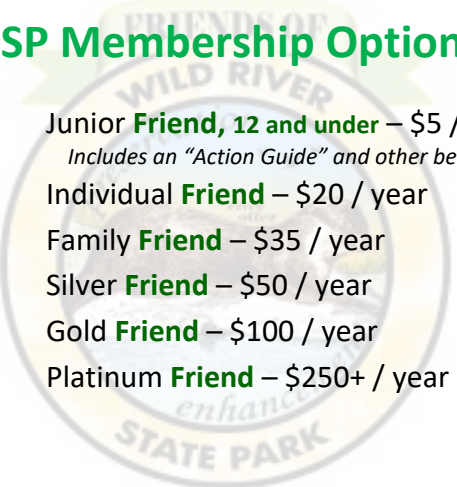 FRIENDS OF
SP Membership Option
WILD RIVER
Junior Friend, 12 and under – $5 /
Includes an “Action Guide” and other be
Individual Friend – $20 / year
Family Friend – $35 / year
Silver Friend – $50 / year
Gold Friend – $100 / year
Platinum Friend – $250+ / year
STATE PARK